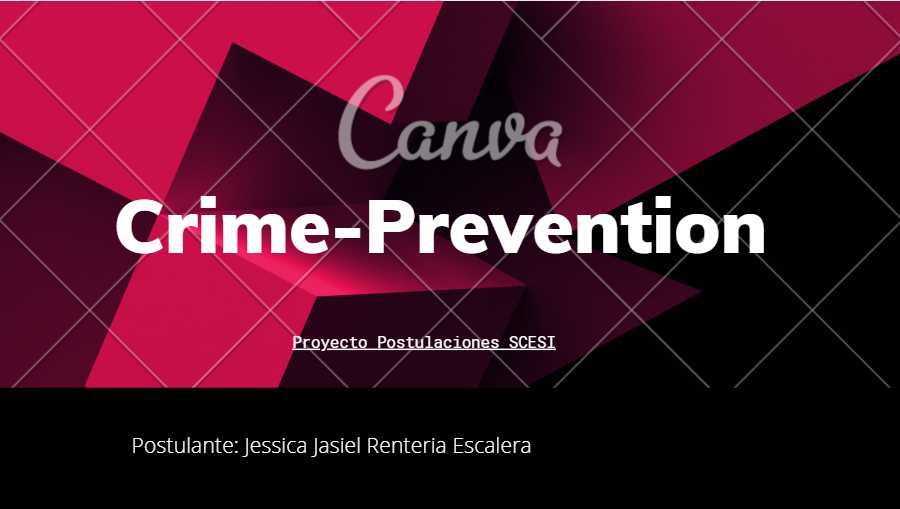 Canva
Crime-Prevention
Proyecto Postulaciones SCESI
Postulante: Jessica Jasiel Renteria Escalera